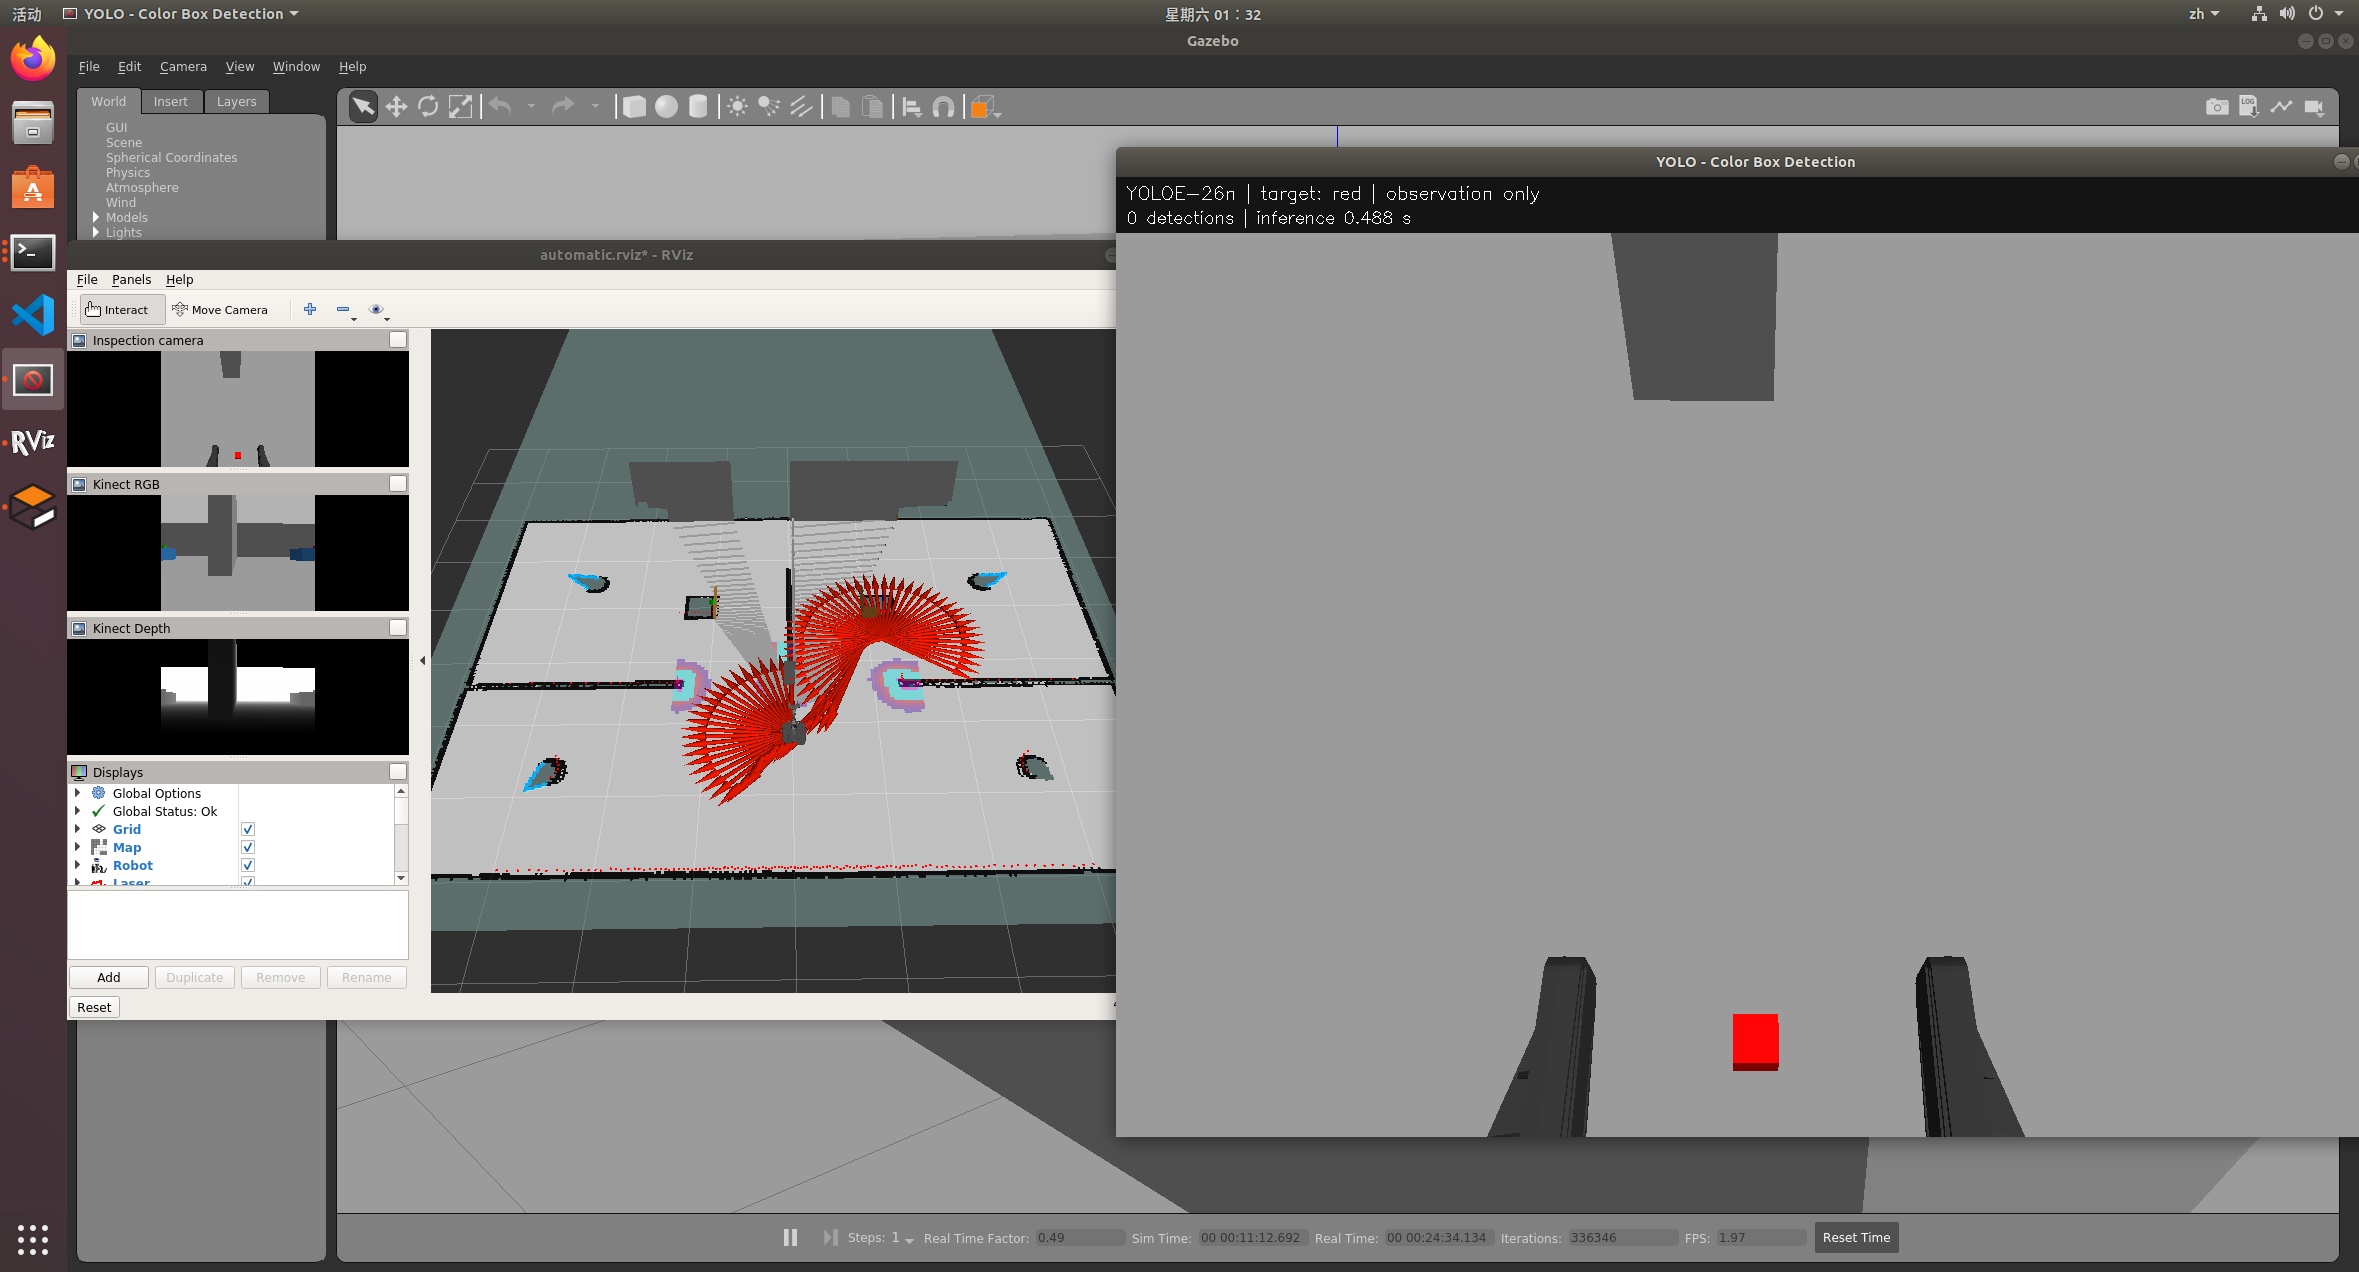 活动
YOLO - Color Box Detection
星期六 01：32
zh
Gazebo
File Edit Camera View Window Help
World Insert Layers
GUI
Scene
Spherical Coordinates
Physics
Atmosphere
Wind
Models
Lights
LOG
automatic.rviz* - RViz
File Panels Help
Interact Move Camera
Inspection camera
Kinect RGB
Kinect Depth
Displays
Global Options
Global Status: Ok
Grid
Map
Robot
Laser
Add Duplicate Remove Rename
Reset
RViz
YOLO - Color Box Detection
YOLOE-26n | target: red | observation only
0 detections | inference 0.488 s
Steps: 1 Real Time Factor: 0.49 Sim Time: 00 00:11:12.692 Real Time: 00 00:24:34.134 Iterations: 336346 FPS: 1.97 Reset Time